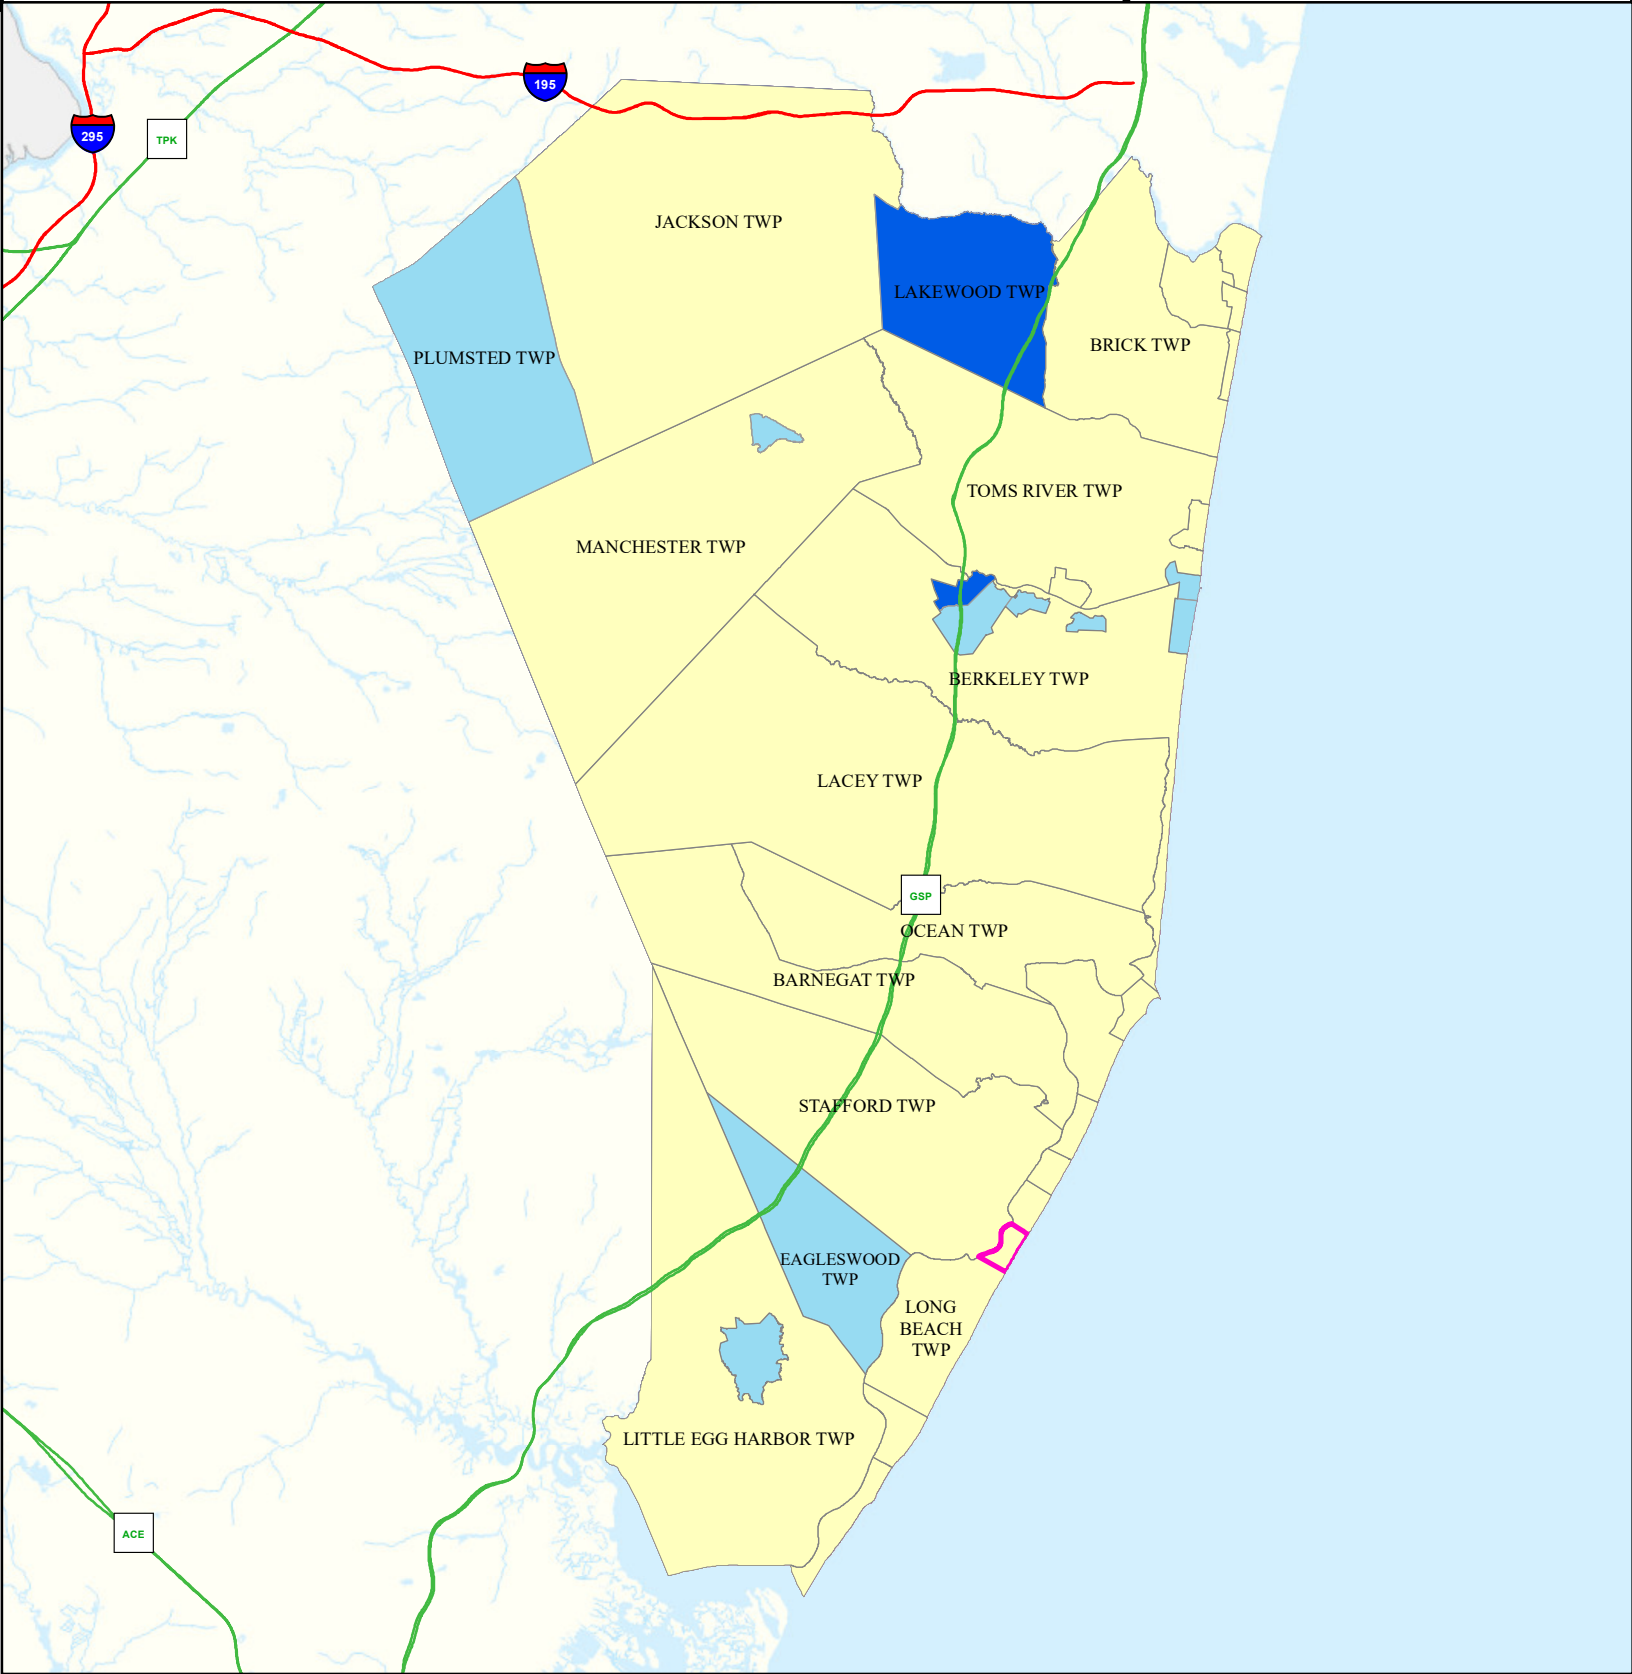 195
295
TPK
JACKSON TWP
LAKEWOOD TWP
BRICK TWP
PLUMSTED TWP
TOMS RIVER TWP
MANCHESTER TWP
BERKELEY TWP
LACEY TWP
GSP
OCEAN TWP
BARNEGAT TWP
STAFFORD TWP
EAGLESWOOD
TWP
LONG
BEACH
TWP
LITTLE EGG HARBOR TWP
ACE